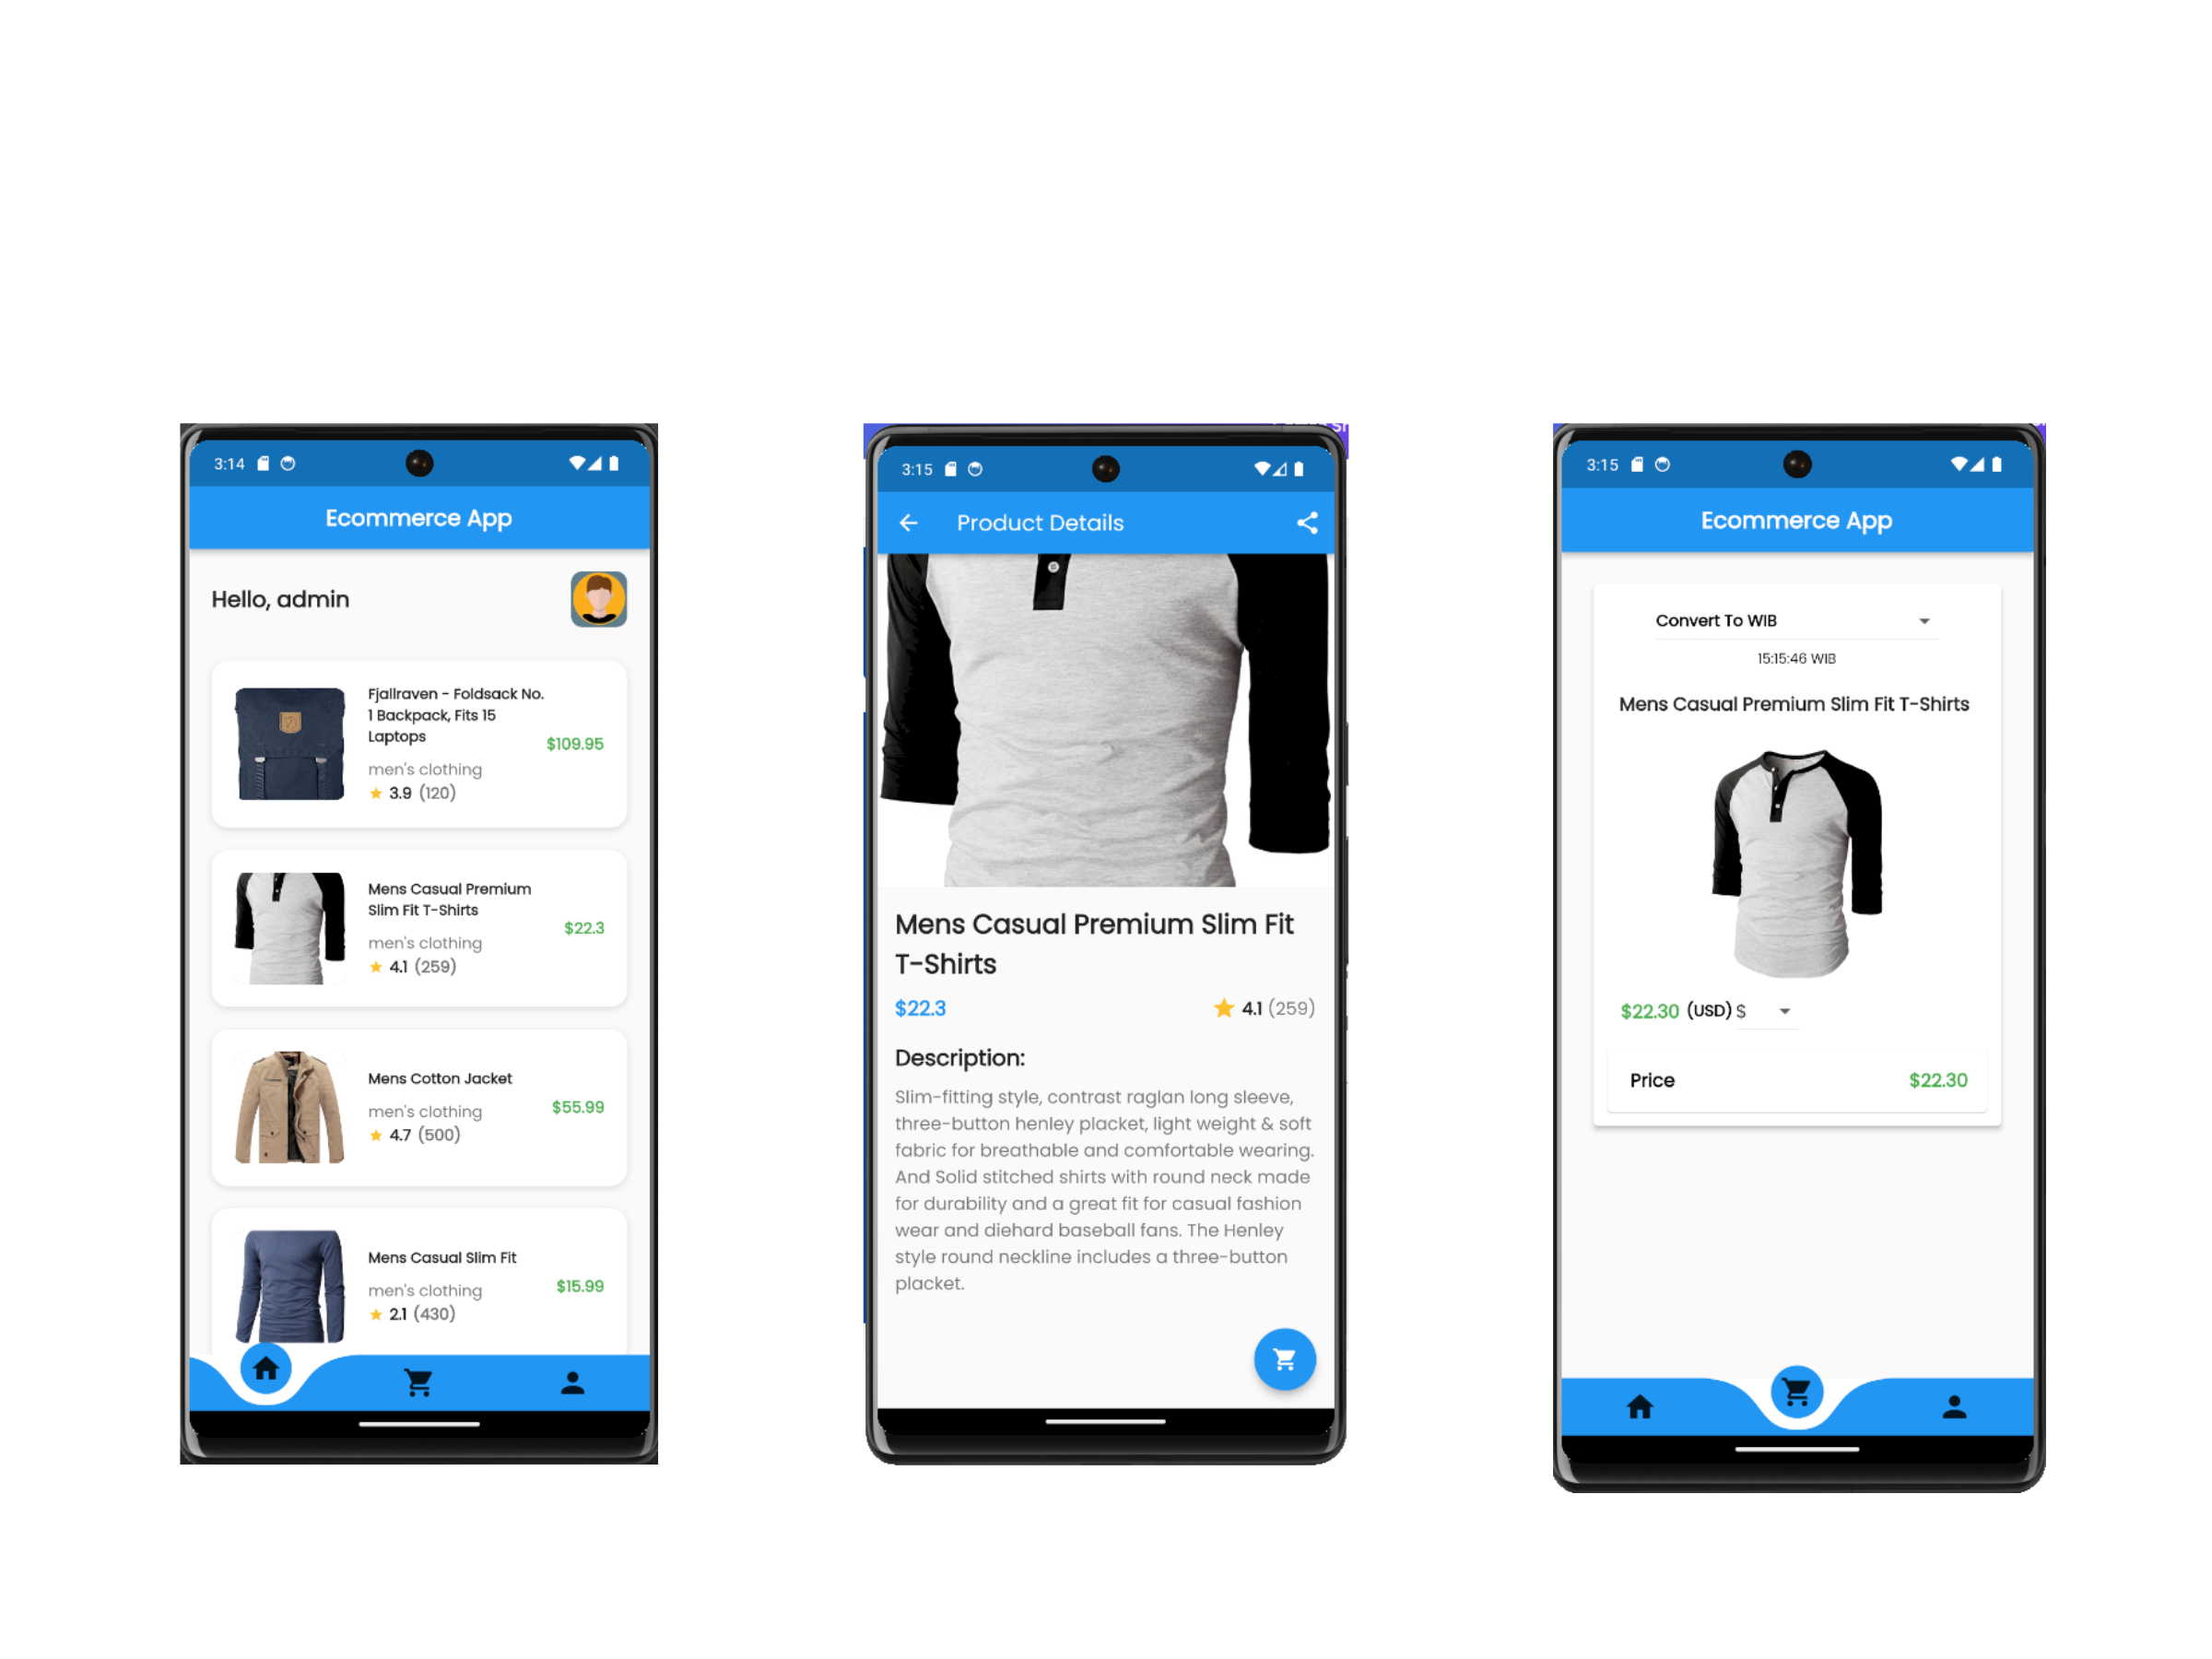 3:14
Ecommerce App
Hello, admin
Fjallraven - Foldsack No.
1 Backpack, Fits 15
Laptops
$109.95
men's clothing
3.9 (120)
Mens Casual Premium
Slim Fit T-Shirts
$22.3
men's clothing
4.1 (259)
Mens Cotton Jacket
$55.99
men's clothing
4.7 (500)
Mens Casual Slim Fit
$15.99
men's clothing
2.1 (430)
3:15
Product Details
Mens Casual Premium Slim Fit
T-Shirts
$22.3
4.1 (259)
Description:
Slim-fitting style, contrast raglan long sleeve,
three-button henley placket, light weight & soft
fabric for breathable and comfortable wearing.
And Solid stitched shirts with round neck made
for durability and a great fit for casual fashion
wear and diehard baseball fans. The Henley
style round neckline includes a three-button
placket.
3:15
Ecommerce App
Convert To WIB
15:15:46 WIB
Mens Casual Premium Slim Fit T-Shirts
$22.30 (USD) $
Price
$22.30